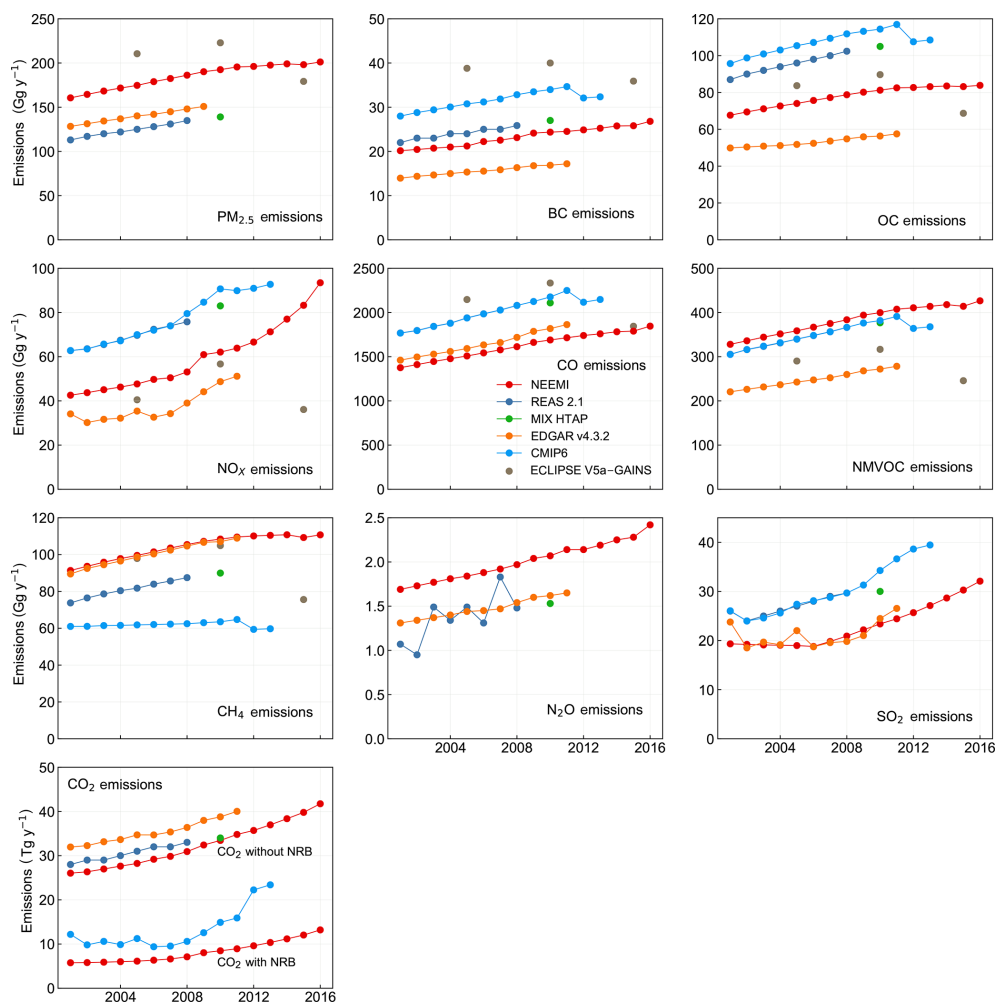 250
200
150
100
50
0
Emissions (Gg y⁻¹)
PM₂.₅ emissions
50
40
30
20
10
0
BC emissions
120
100
80
60
40
20
0
OC emissions
100
80
60
40
20
0
Emissions (Gg y⁻¹)
NOₓ emissions
2500
2000
1500
1000
500
0
CO emissions
NEEMI
REAS 2.1
MIX HTAP
EDGAR v4.3.2
CMIP6
ECLIPSE V5a−GAINS
500
400
300
200
100
0
NMVOC emissions
120
100
80
60
40
20
0
Emissions (Gg y⁻¹)
CH₄ emissions
2.5
2.0
1.5
1.0
0.5
0.0
N₂O emissions
2004 2008 2012 2016
40
30
20
10
0
SO₂ emissions
2004 2008 2012 2016
50
40
30
20
10
0
Emissions (Tg y⁻¹)
CO₂ emissions
CO₂ without NRB
CO₂ with NRB
2004 2008 2012 2016